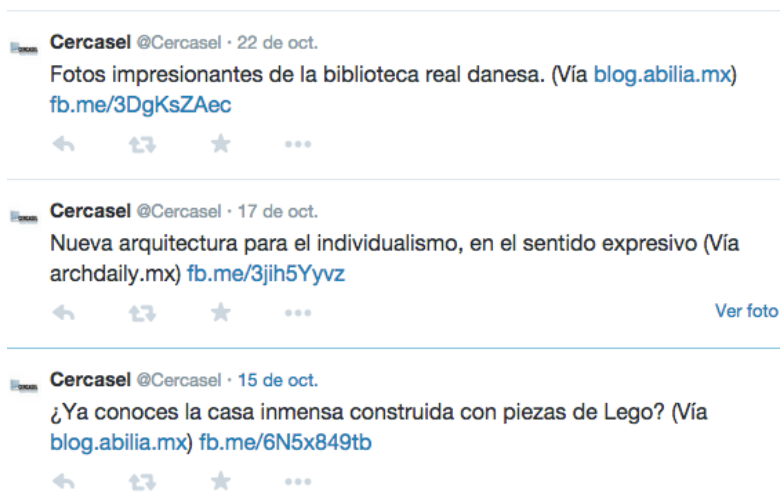 Cercasel @Cercasel · 22 de oct.
Fotos impresionantes de la biblioteca real danesa. (Vía blog.abilia.mx)
fb.me/3DgKsZAec
Cercasel @Cercasel · 17 de oct.
Nueva arquitectura para el individualismo, en el sentido expresivo (Vía
archdaily.mx) fb.me/3jih5Yyvz
Ver foto
Cercasel @Cercasel · 15 de oct.
¿Ya conoces la casa inmensa construida con piezas de Lego? (Vía
blog.abilia.mx) fb.me/6N5x849tb